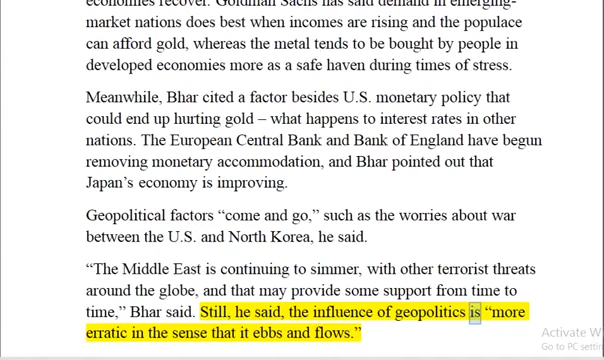 economies recover. Goldman Sachs has said demand in emerging-
market nations does best when incomes are rising and the populace
can afford gold, whereas the metal tends to be bought by people in
developed economies more as a safe haven during times of stress.
Meanwhile, Bhar cited a factor besides U.S. monetary policy that
could end up hurting gold – what happens to interest rates in other
nations. The European Central Bank and Bank of England have begun
removing monetary accommodation, and Bhar pointed out that
Japan’s economy is improving.
Geopolitical factors “come and go,” such as the worries about war
between the U.S. and North Korea, he said.
“The Middle East is continuing to simmer, with other terrorist threats
around the globe, and that may provide some support from time to
time,” Bhar said. Still, he said, the influence of geopolitics is “more
erratic in the sense that it ebbs and flows.”
Activate W
Go to PC settin